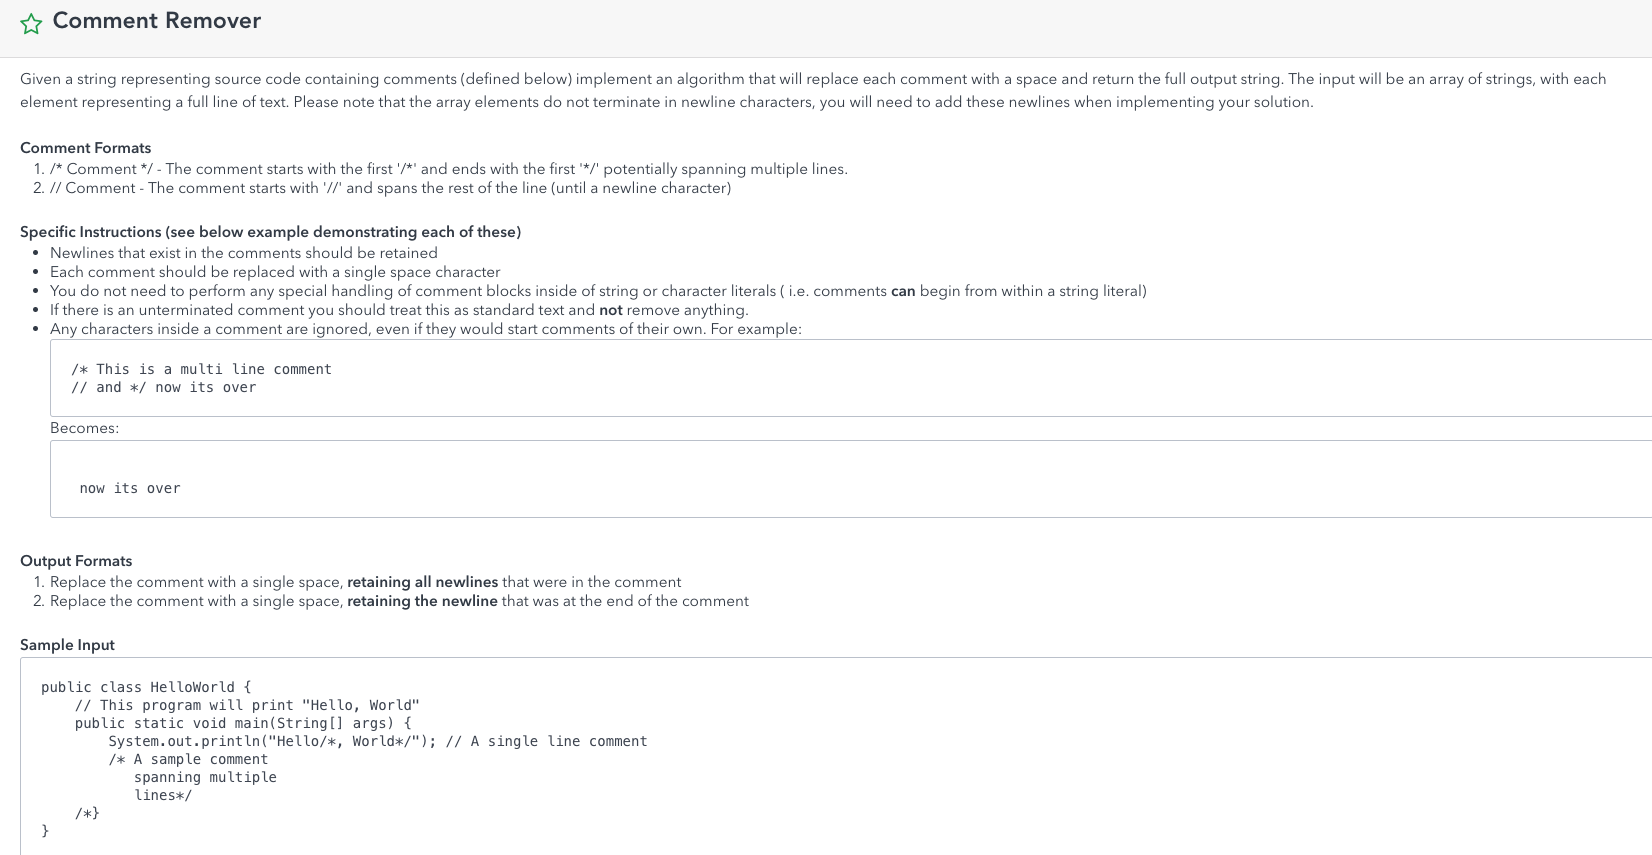 Comment Remover
Given a string representing source code containing comments (defined below) implement an algorithm that will replace each comment with a space and return the full output string. The input will be an array of strings, with each
element representing a full line of text. Please note that the array elements do not terminate in newline characters, you will need to add these newlines when implementing your solution.
Comment Formats
1. /* Comment */ - The comment starts with the first '/*' and ends with the first '*/' potentially spanning multiple lines.
2. // Comment - The comment starts with '//' and spans the rest of the line (until a newline character)
Specific Instructions (see below example demonstrating each of these)
• Newlines that exist in the comments should be retained
• Each comment should be replaced with a single space character
• You do not need to perform any special handling of comment blocks inside of string or character literals ( i.e. comments can begin from within a string literal)
• If there is an unterminated comment you should treat this as standard text and not remove anything.
• Any characters inside a comment are ignored, even if they would start comments of their own. For example:
/* This is a multi line comment
// and */ now its over
Becomes:
 now its over
Output Formats
1. Replace the comment with a single space, retaining all newlines that were in the comment
2. Replace the comment with a single space, retaining the newline that was at the end of the comment
Sample Input
public class HelloWorld {
    // This program will print "Hello, World"
    public static void main(String[] args) {
        System.out.println("Hello/*, World*/"); // A single line comment
        /* A sample comment
           spanning multiple
           lines*/
    /*}
}